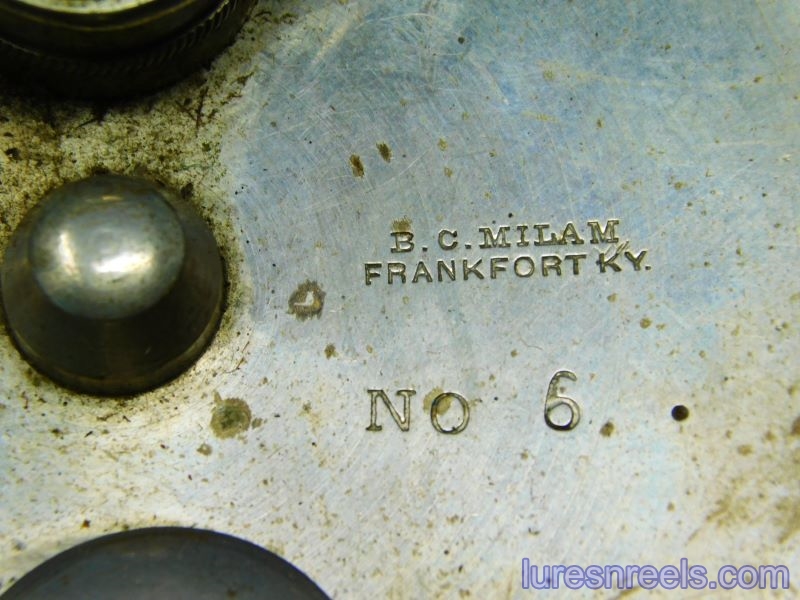 B.C. MILAM
FRANKFORT KY.
NO 6
luresnreels.com